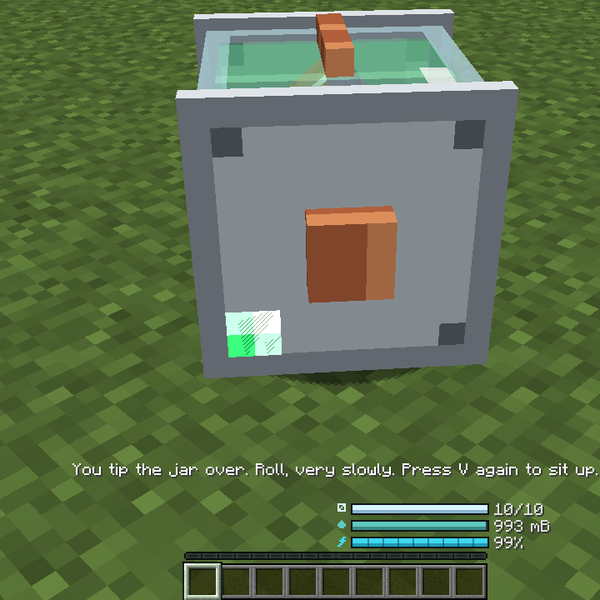 You tip the jar over. Roll, very slowly. Press V again to sit up.
10/10
993 mB
99%